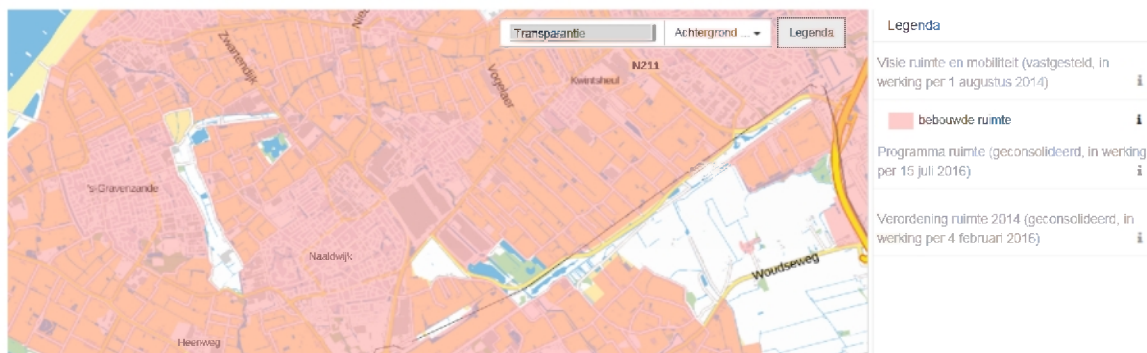 Transparantie
Achtergrond ...
Legenda
N211
Zwartendijk
Vogelaer
Kwintsheul
's-Gravenzande
Naaldwijk
Woudseweg
Heenweg
Legenda
Visie ruimte en mobiliteit (vastgesteld, in
werking per 1 augustus 2014)
i
bebouwde ruimte
i
Programma ruimte (geconsolideerd, in werking
per 15 juli 2016)
i
Verordening ruimte 2014 (geconsolideerd, in
werking per 4 februari 2016)
i